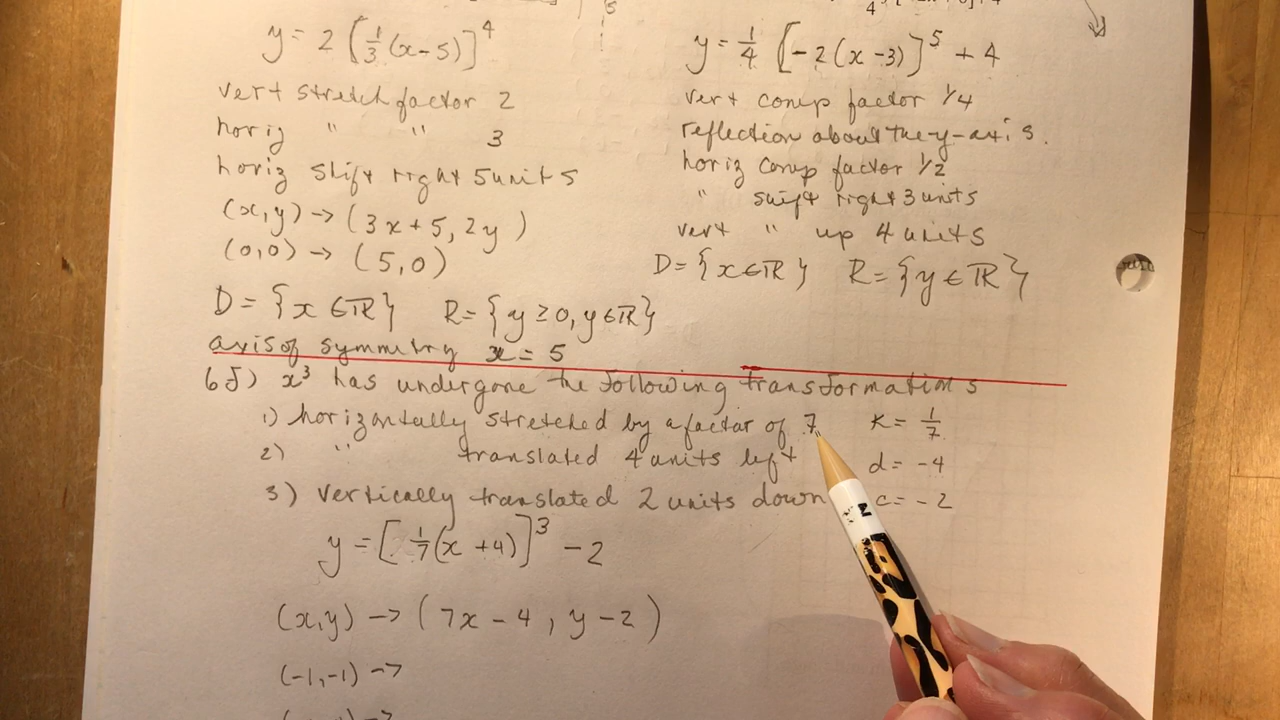 y = 2 [1/3 (x-5)]^4
vert stretch factor 2
horiz " " 3
horiz shift right 5 units
(x,y) -> (3x+5, 2y)
(0,0) -> (5,0)
D = {x ∈ ℝ} R = {y ≥ 0, y ∈ ℝ}
axis of symmetry x = 5
y = 1/4 [-2(x-3)]^5 + 4
vert comp factor 1/4
reflection about the y-axis.
horiz comp factor 1/2
" shift right 3 units
vert " up 4 units
D = {x ∈ ℝ} R = {y ∈ ℝ}
6f) x^3 has undergone the following transformations
1) horizontally stretched by a factor of 7 K = 1/7
2) " translated 4 units left d = -4
3) vertically translated 2 units down c = -2
y = [1/7(x+4)]^3 - 2
(x,y) -> (7x-4, y-2)
(-1,-1) ->